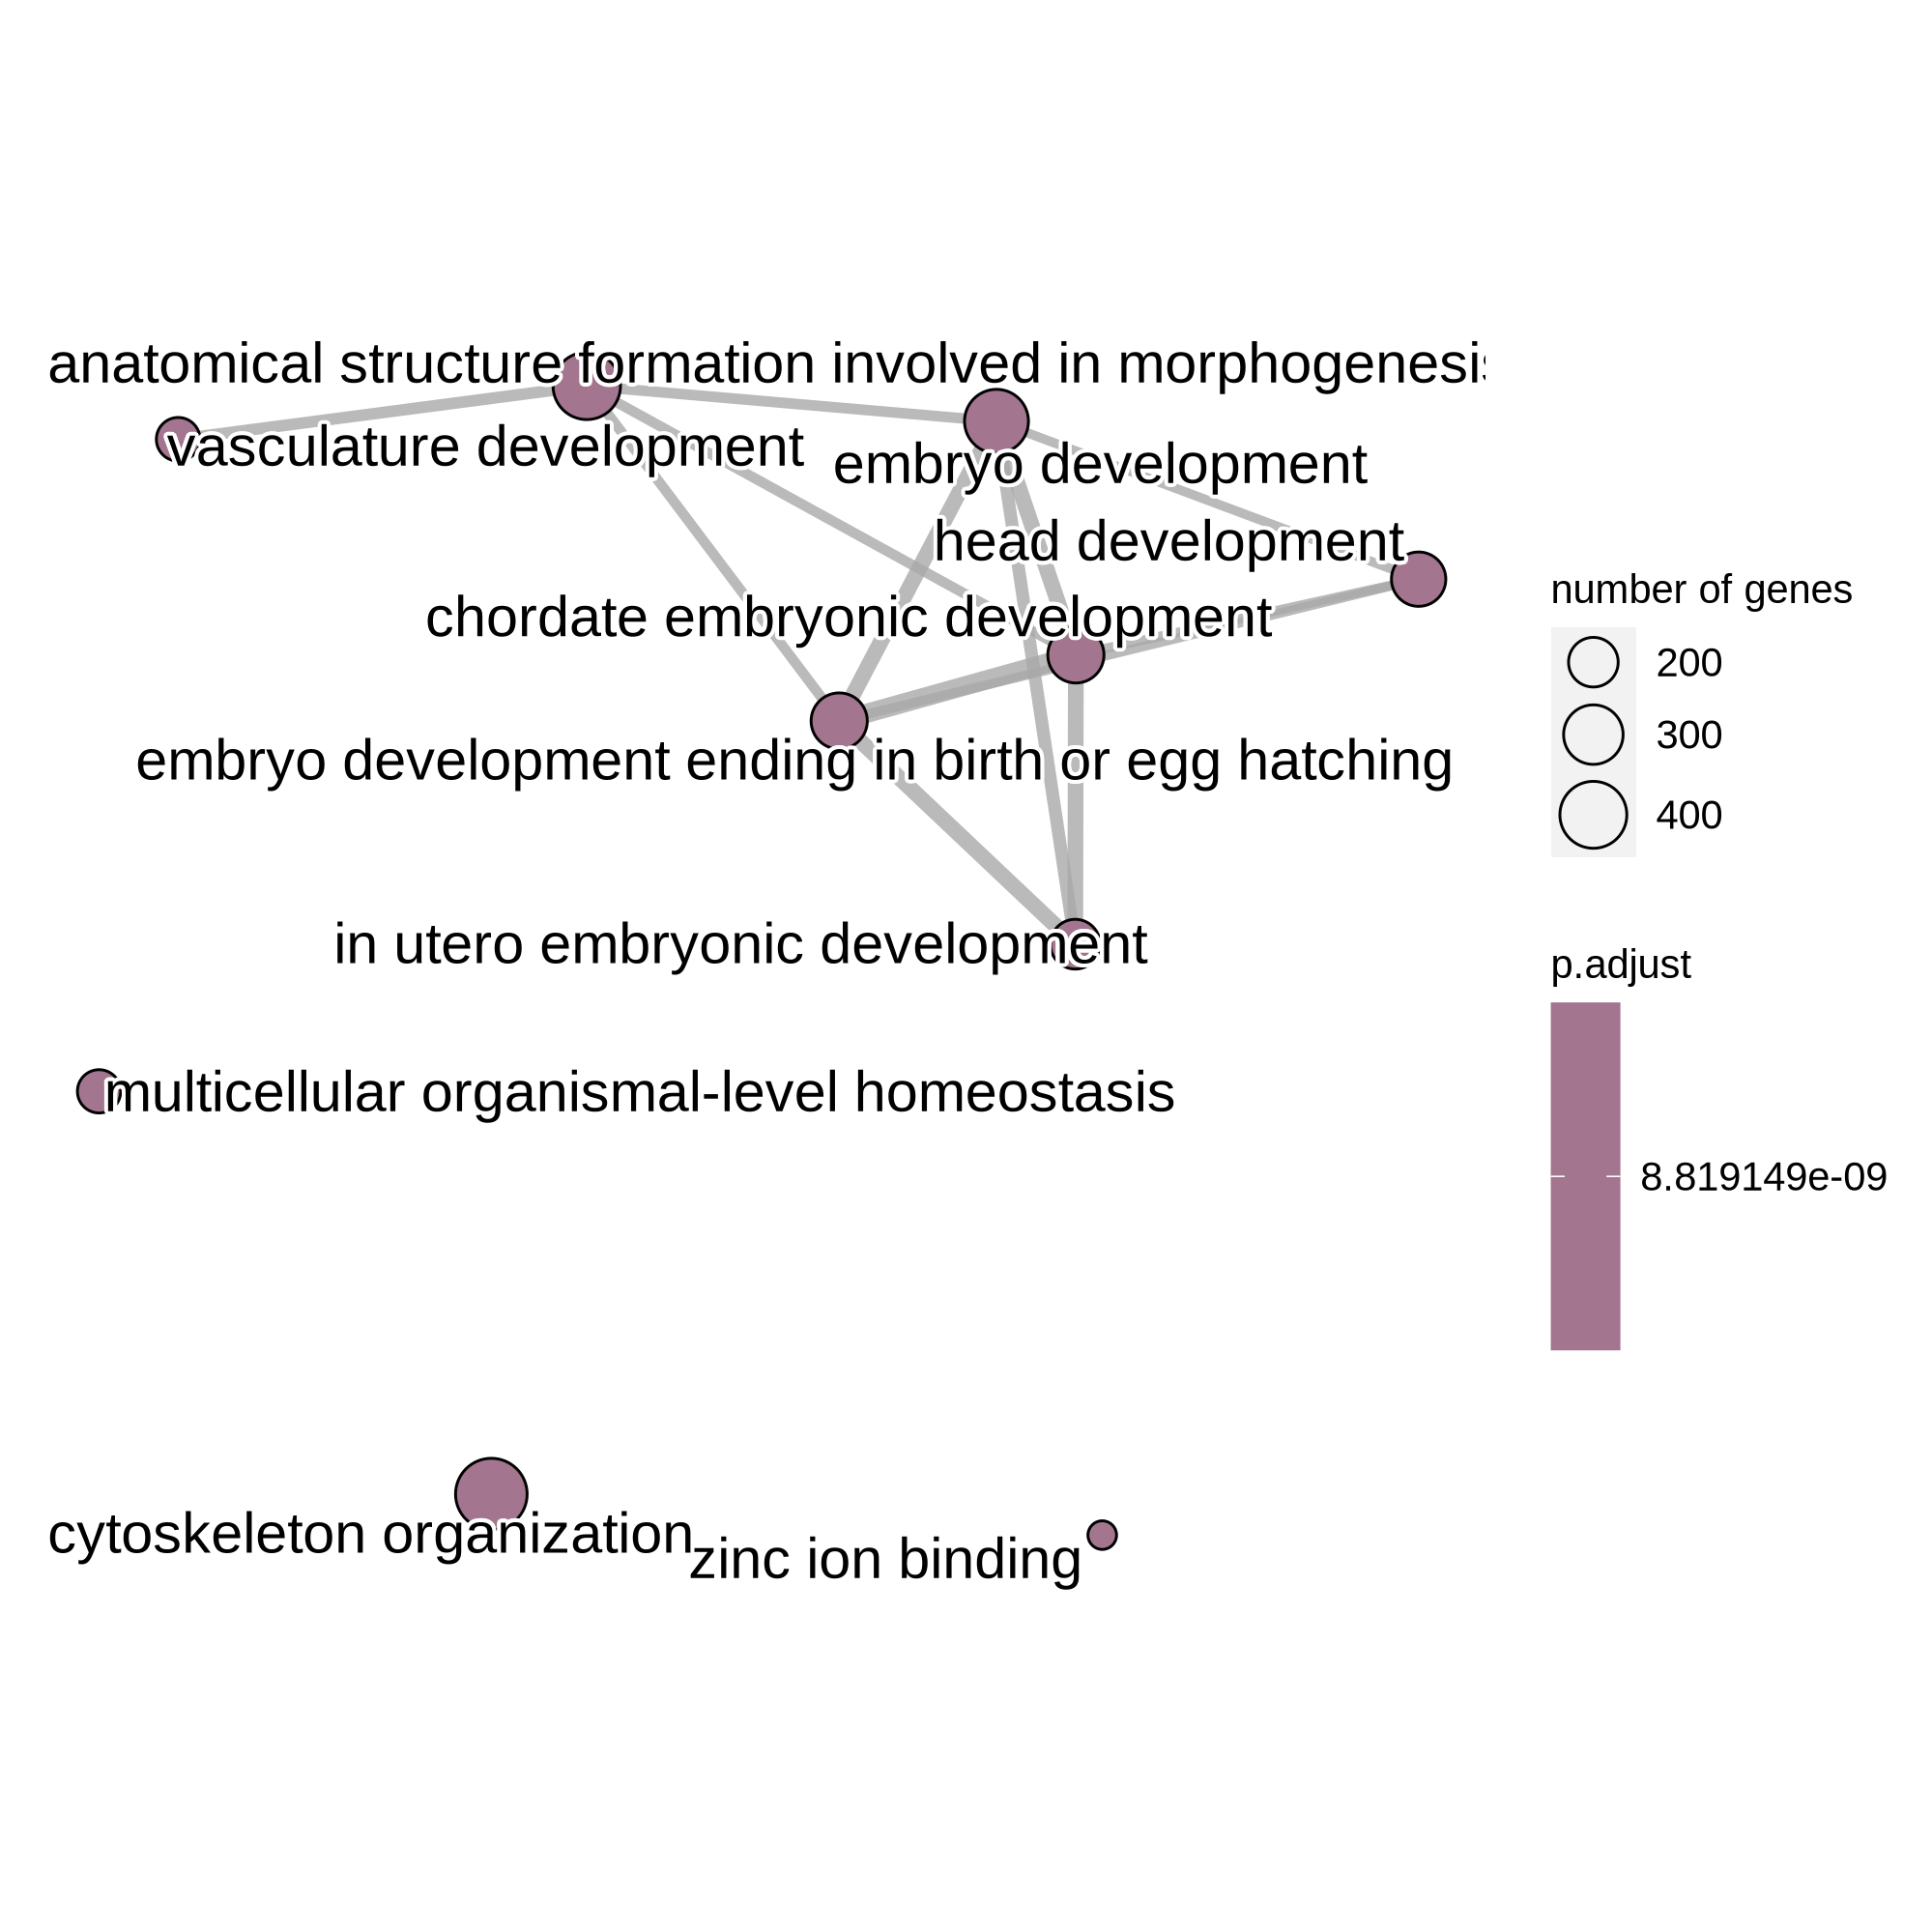 anatomical structure formation involved in morphogenesis
vasculature development
embryo development
head development
chordate embryonic development
embryo development ending in birth or egg hatching
in utero embryonic development
multicellular organismal-level homeostasis
cytoskeleton organization
zinc ion binding
number of genes
200
300
400
p.adjust
8.819149e-09